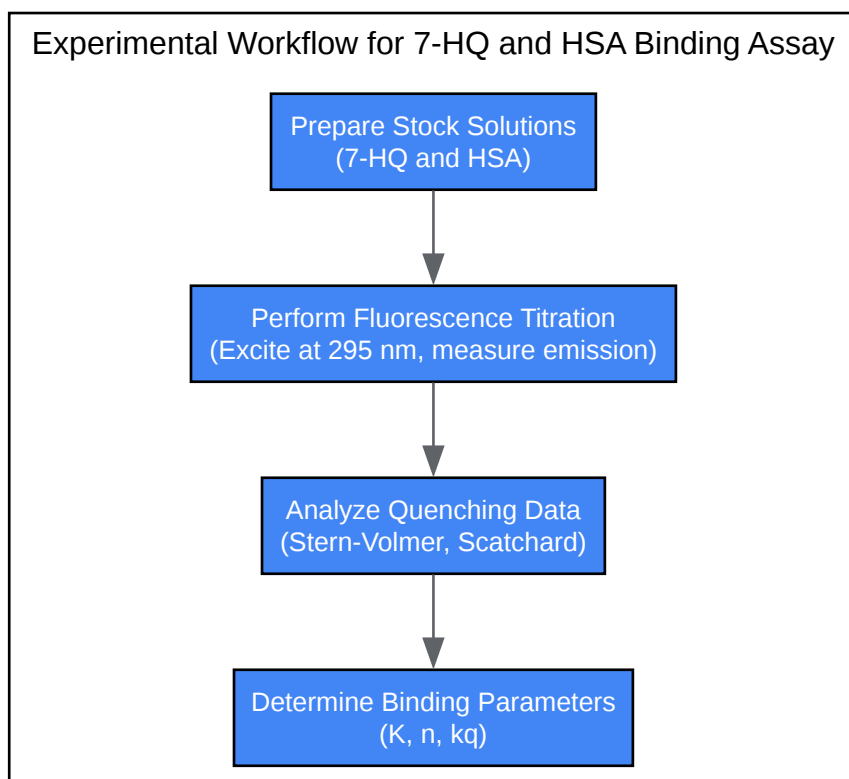 Experimental Workflow for 7-HQ and HSA Binding Assay
Prepare Stock Solutions
(7-HQ and HSA)
Perform Fluorescence Titration
(Excite at 295 nm, measure emission)
Analyze Quenching Data
(Stern-Volmer, Scatchard)
Determine Binding Parameters
(K, n, kq)